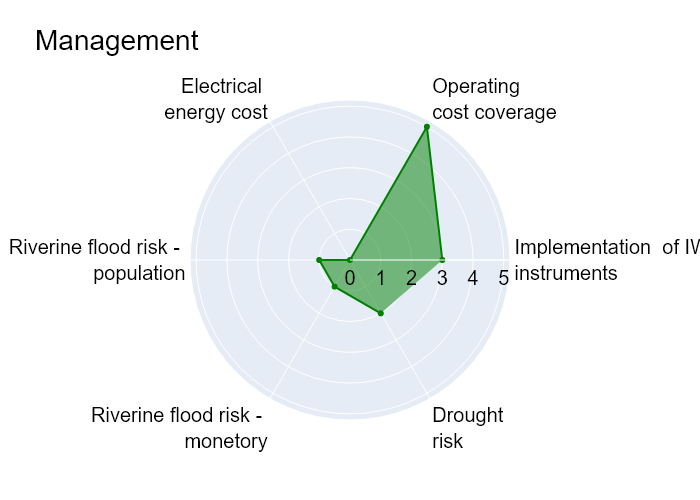 Management
Electrical
energy cost
Operating
cost coverage
Riverine flood risk -
population
Implementation  of
instruments
0 1 2 3 4 5
Riverine flood risk -
monetory
Drought
risk